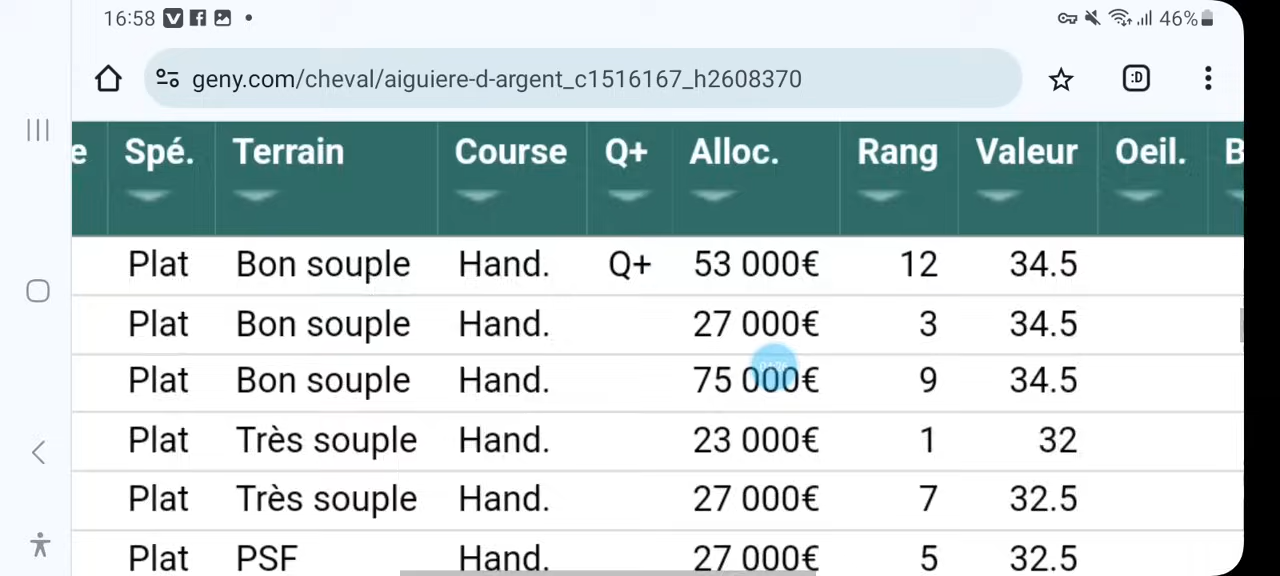 16:58 46%
geny.com/cheval/aiguiere-d-argent_c1516167_h2608370
e Spé. Terrain Course Q+ Alloc. Rang Valeur Oeil. B
Plat Bon souple Hand. Q+ 53 000€ 12 34.5
Plat Bon souple Hand. 27 000€ 3 34.5
Plat Bon souple Hand. 75 000€ 9 34.5
Plat Très souple Hand. 23 000€ 1 32
Plat Très souple Hand. 27 000€ 7 32.5
Plat PSF Hand. 27 000€ 5 32.5